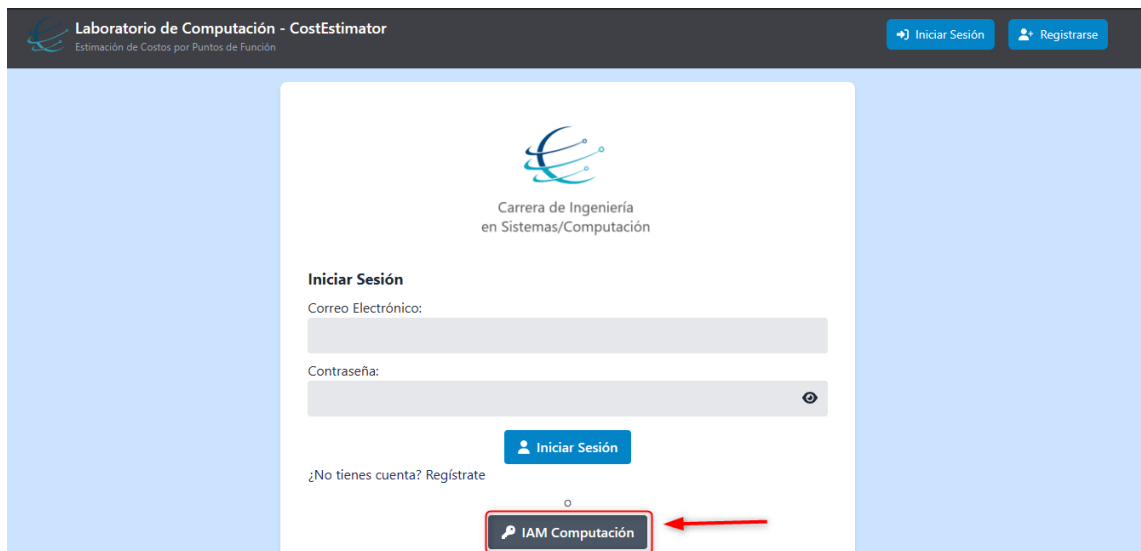 Laboratorio de Computación - CostEstimator
Estimación de Costos por Puntos de Función
Iniciar Sesión
Registrarse
Carrera de Ingeniería
en Sistemas/Computación
Iniciar Sesión
Correo Electrónico:
Contraseña:
Iniciar Sesión
¿No tienes cuenta? Regístrate
o
IAM Computación